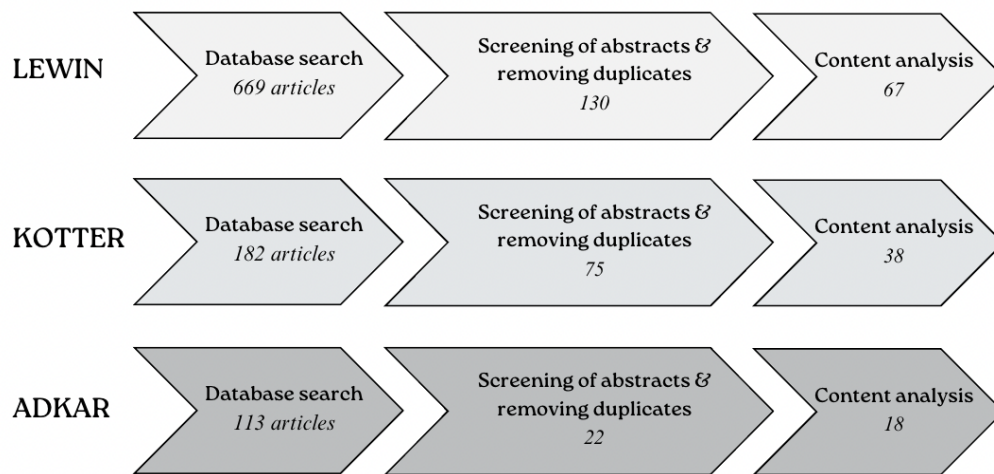 LEWIN
Database search
669 articles
Screening of abstracts &
removing duplicates
130
Content analysis
67
KOTTER
Database search
182 articles
Screening of abstracts &
removing duplicates
75
Content analysis
38
ADKAR
Database search
113 articles
Screening of abstracts &
removing duplicates
22
Content analysis
18